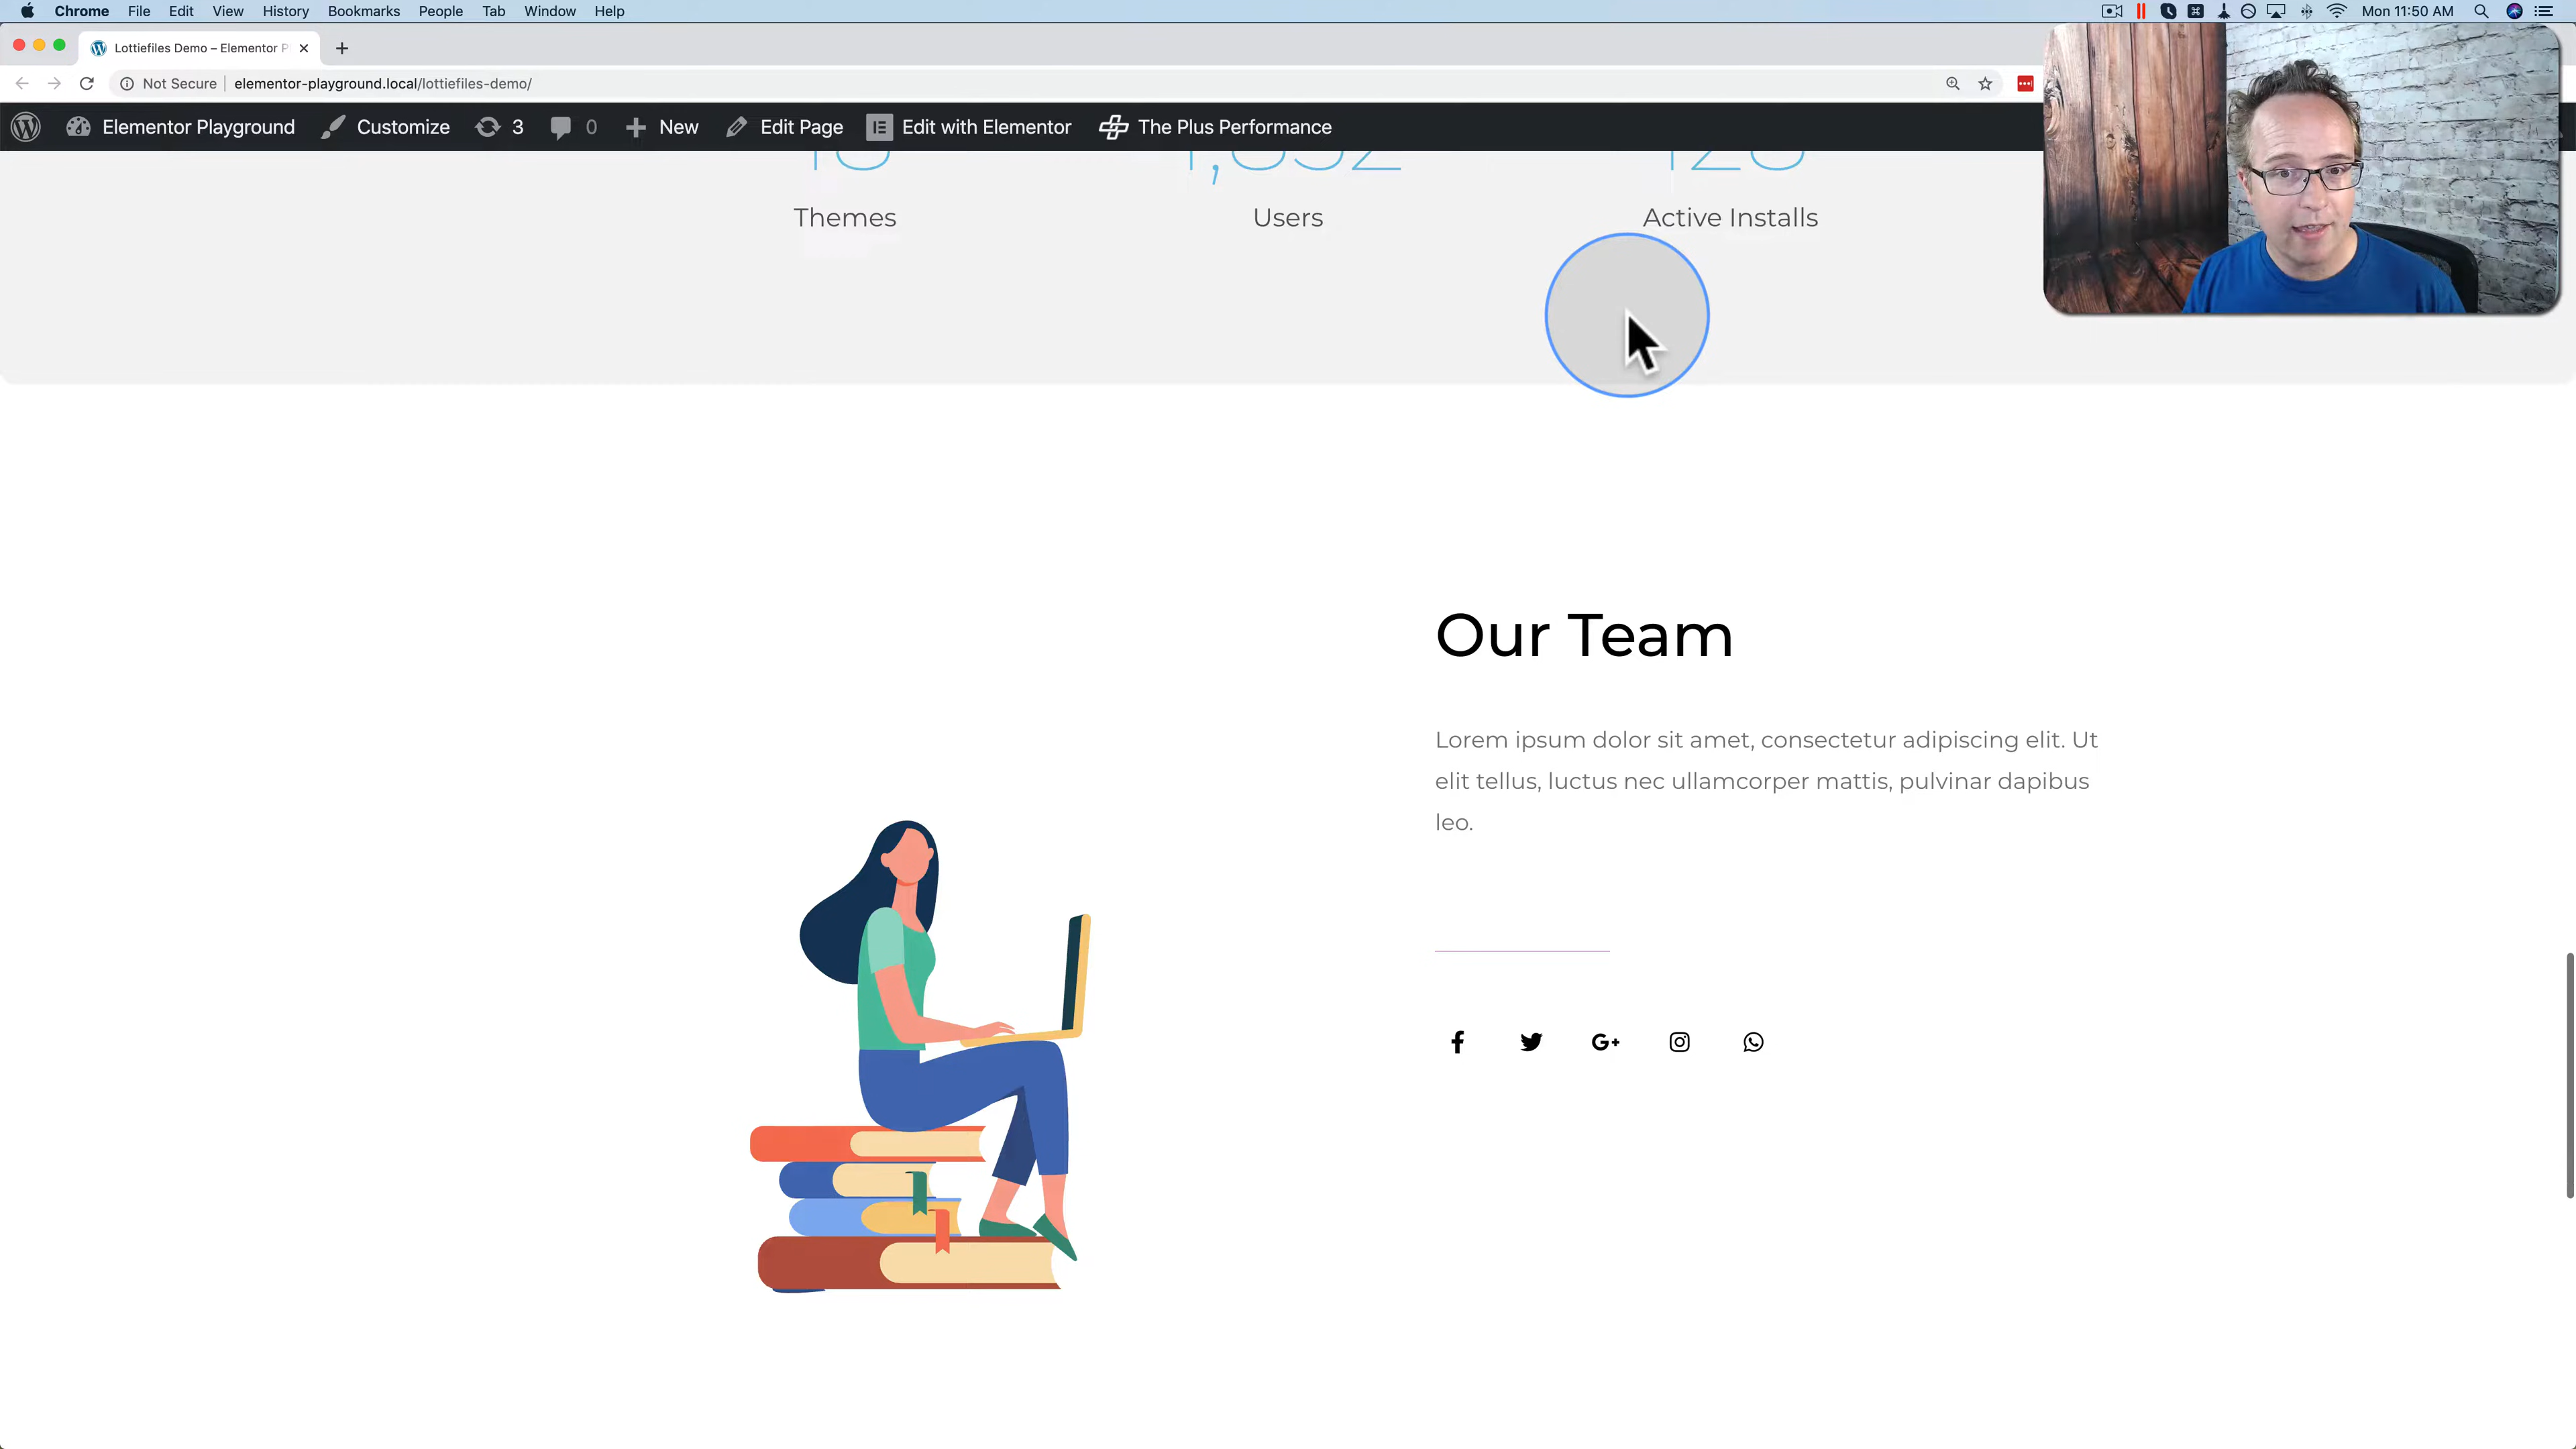 Chrome File Edit View History Bookmarks People Tab Window Help Mon 11:50 AM
Lottiefiles Demo – Elementor P
Not Secure elementor-playground.local/lottiefiles-demo/
Elementor Playground Customize 3 0 New Edit Page Edit with Elementor The Plus Performance
Themes Users Active Installs
Our Team
Lorem ipsum dolor sit amet, consectetur adipiscing elit. Ut
elit tellus, luctus nec ullamcorper mattis, pulvinar dapibus
leo.